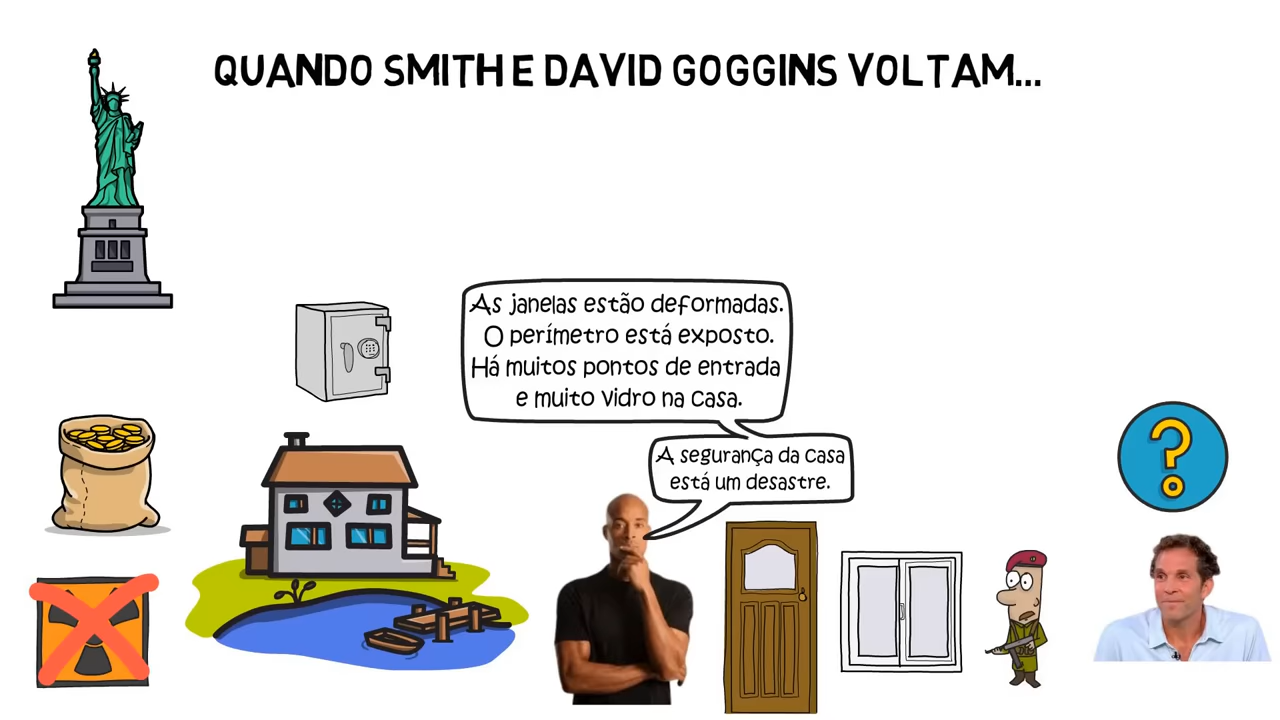 QUANDO SMITH E DAVID GOGGINS VOLTAM...
As janelas estão deformadas.
O perímetro está exposto.
Há muitos pontos de entrada
e muito vidro na casa.
A segurança da casa
está um desastre.